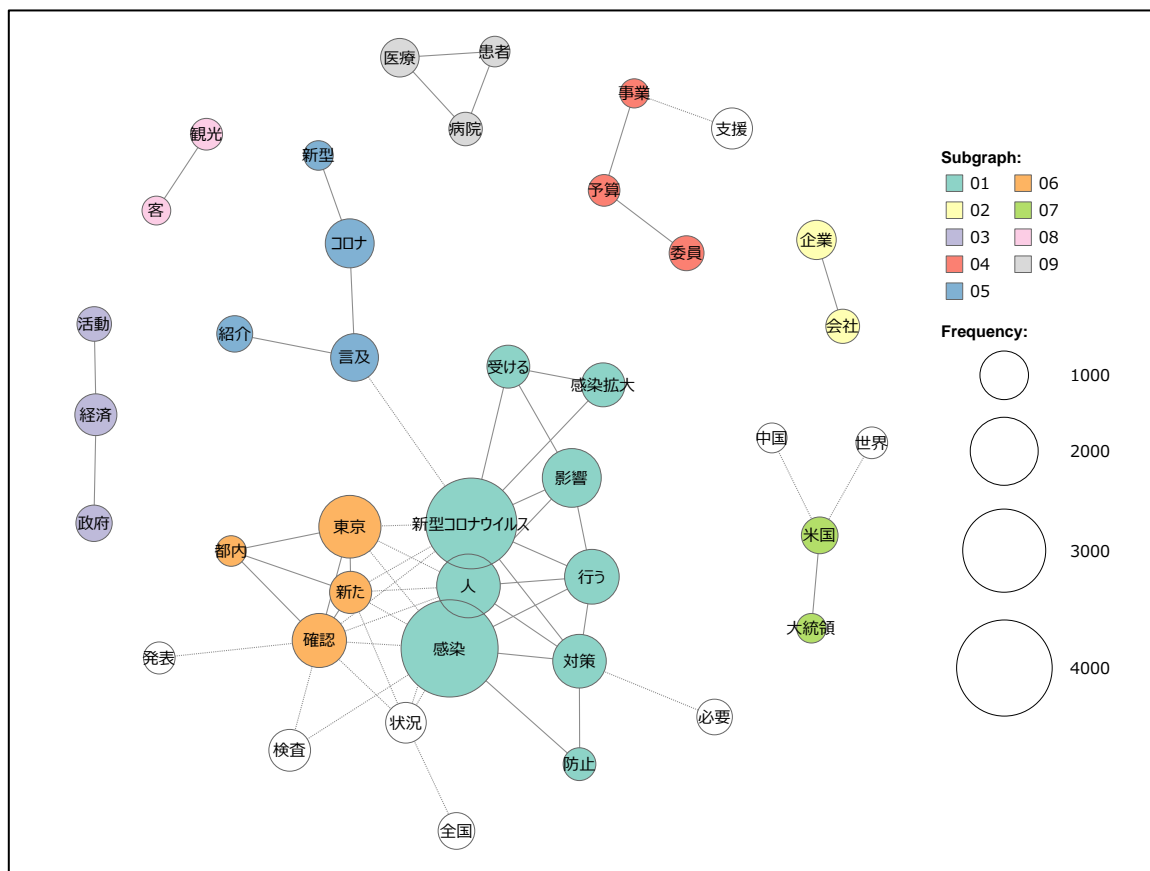 医療
患者
病院
事業
支援
観光
新型
客
予算
コロナ
委員
企業
活動
紹介
会社
言及
受ける
感染拡大
経済
中国
世界
影響
政府
東京
新型コロナウイルス
米国
都内
新た
人
行う
大統領
確認
感染
対策
発表
状況
必要
検査
防止
全国
Subgraph:
01
06
02
07
03
08
04
09
05
Frequency:
1000
2000
3000
4000